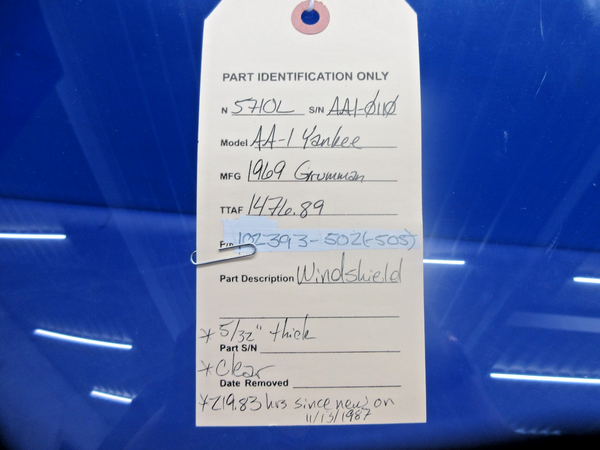 PART IDENTIFICATION ONLY
N 5710L S/N AA1-0110
Model AA-1 Yankee
MFG 1969 Grumman
TTAF 1476.89
P/N 102393-502(-505)
Part Description Windshield
*5/32" thick
Part S/N
*Clear
Date Removed
*219.83 hrs since new on
11/13/1987